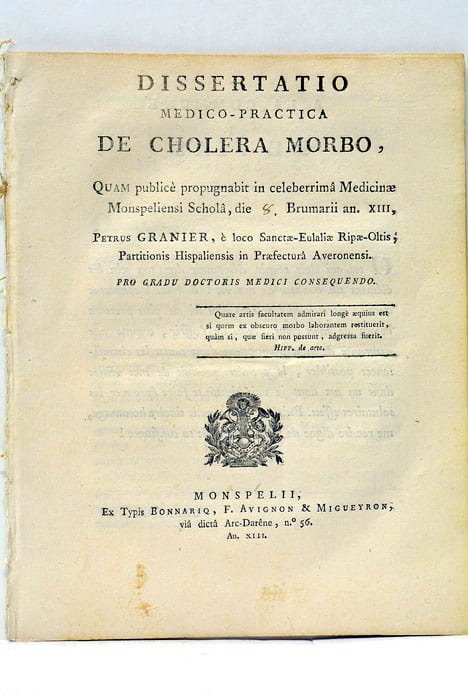 DISSERTATIO
MEDICO-PRACTICA
DE CHOLERA MORBO,
QUAM publicè propugnabit in celeberrimâ Medicinæ
Monspeliensi Scholâ, die Brumarii an. XIII,
PETRUS GRANIER, è loco Sanctæ-Eulaliæ Ripæ-Oltis,
Partitionis Hispaliensis in Præfecturâ Averonensi.
PRO GRADU DOCTORIS MEDICI CONSEQUENDO.
Quare artis facultatem admirari longè æquius est
si quem ex obscuro morbo laborantem restituerit,
quàm si, quæ fieri non possunt, adgressa fuerit.
HIPP. de arte.
MONSPELII,
Ex Typis BONNARIQ, F. AVIGNON & MIGUEYRON,
viâ dictâ Arc-Darêne, n.º 56.
An. XIII.